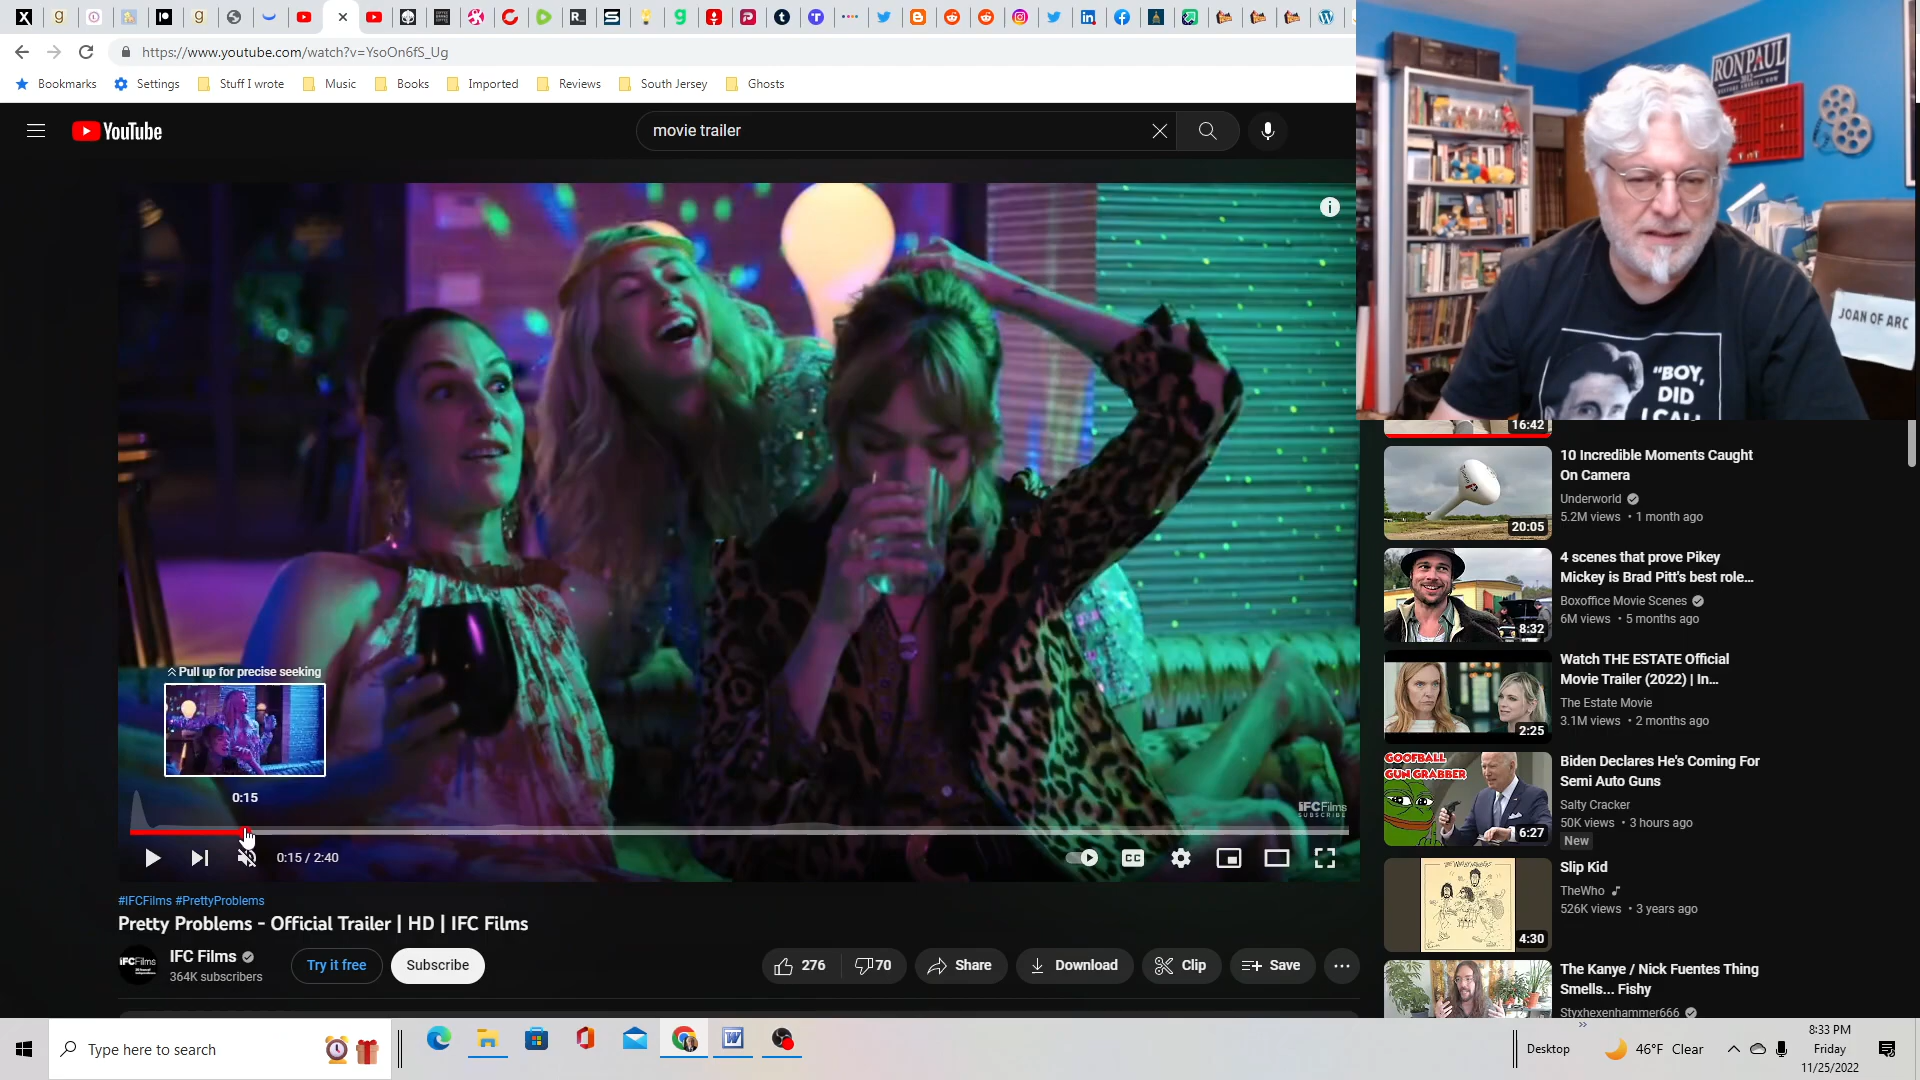 https://www.youtube.com/watch?v=YsoOn6fS_Ug
Bookmarks
Settings
Stuff I wrote
Music
Books
Imported
Reviews
South Jersey
Ghosts
YouTube
movie trailer
RON PAUL
JOAN OF ARC
"BOY,
DID
I CALL
Pull up for precise seeking
0:15
IFC Films
SUBSCRIBE
0:15 / 2:40
CC
#IFCFilms #PrettyProblems
Pretty Problems - Official Trailer | HD | IFC Films
IFC Films
IFC Films
364K subscribers
Try it free
Subscribe
276
70
Share
Download
Clip
Save
16:42
10 Incredible Moments Caught
On Camera
Underworld
5.2M views • 1 month ago
20:05
4 scenes that prove Pikey
Mickey is Brad Pitt's best role...
Boxoffice Movie Scenes
6M views • 5 months ago
8:32
Watch THE ESTATE Official
Movie Trailer (2022) | In...
The Estate Movie
3.1M views • 2 months ago
2:25
GOOFBALL
GUN GRABBER
Biden Declares He's Coming For
Semi Auto Guns
Salty Cracker
50K views • 3 hours ago
6:27
New
Slip Kid
TheWho
526K views • 3 years ago
4:30
The Kanye / Nick Fuentes Thing
Smells... Fishy
Styxhexenhammer666
Type here to search
Desktop
46°F Clear
8:33 PM
Friday
11/25/2022